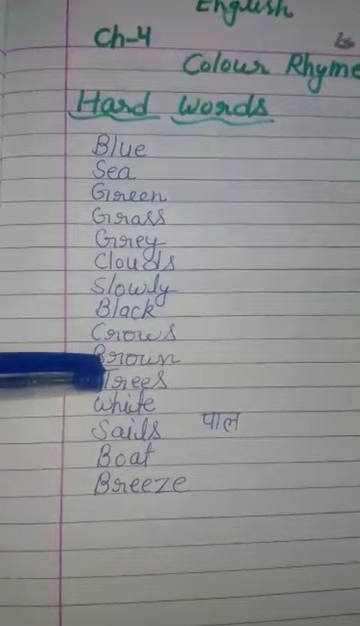 English
Ch-4
Colour Rhyme
Hard Words
Blue
Sea
Green
Grass
Grey
Clouds
Slowly
Black
Crows
Brown
Trees
White
Sails पाल
Boat
Breeze